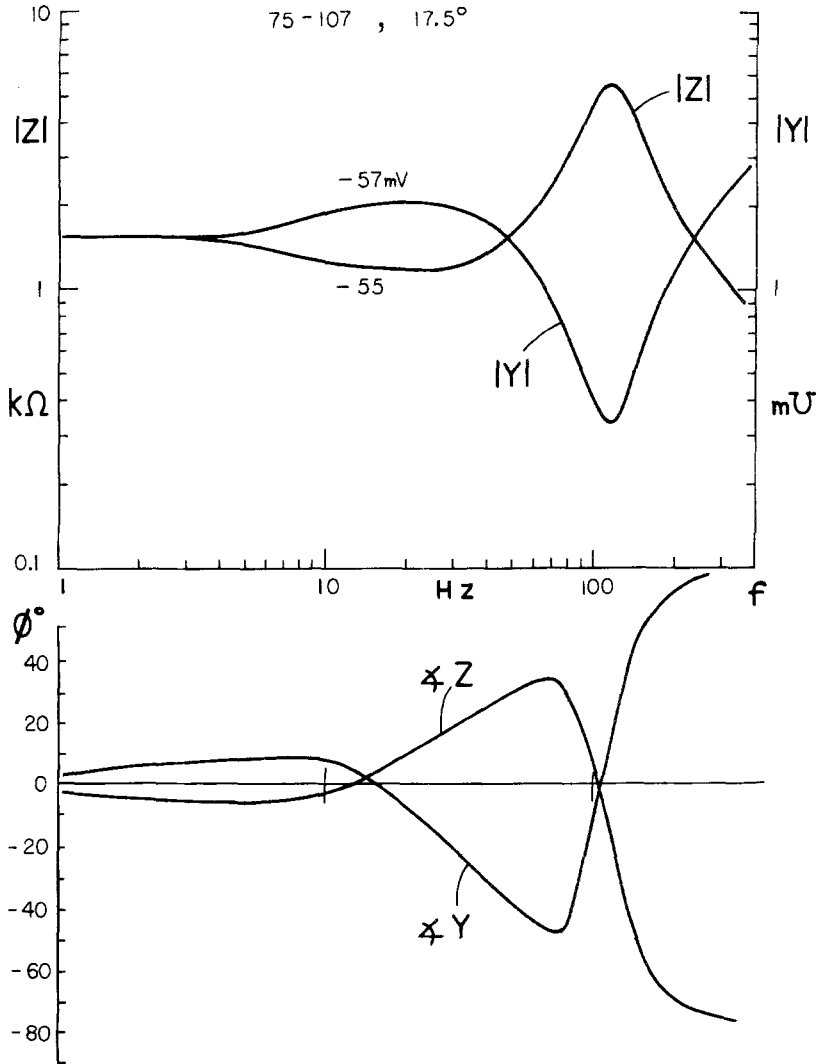 75-107 , 17.5°
10
|Z|
|Z|
|Y|
-57mV
1
-55
1
|Y|
kΩ
m℧
0.1
1
10
Hz
100
f
φ°
40
∡ Z
20
0
-20
-40
∡ Y
-60
-80